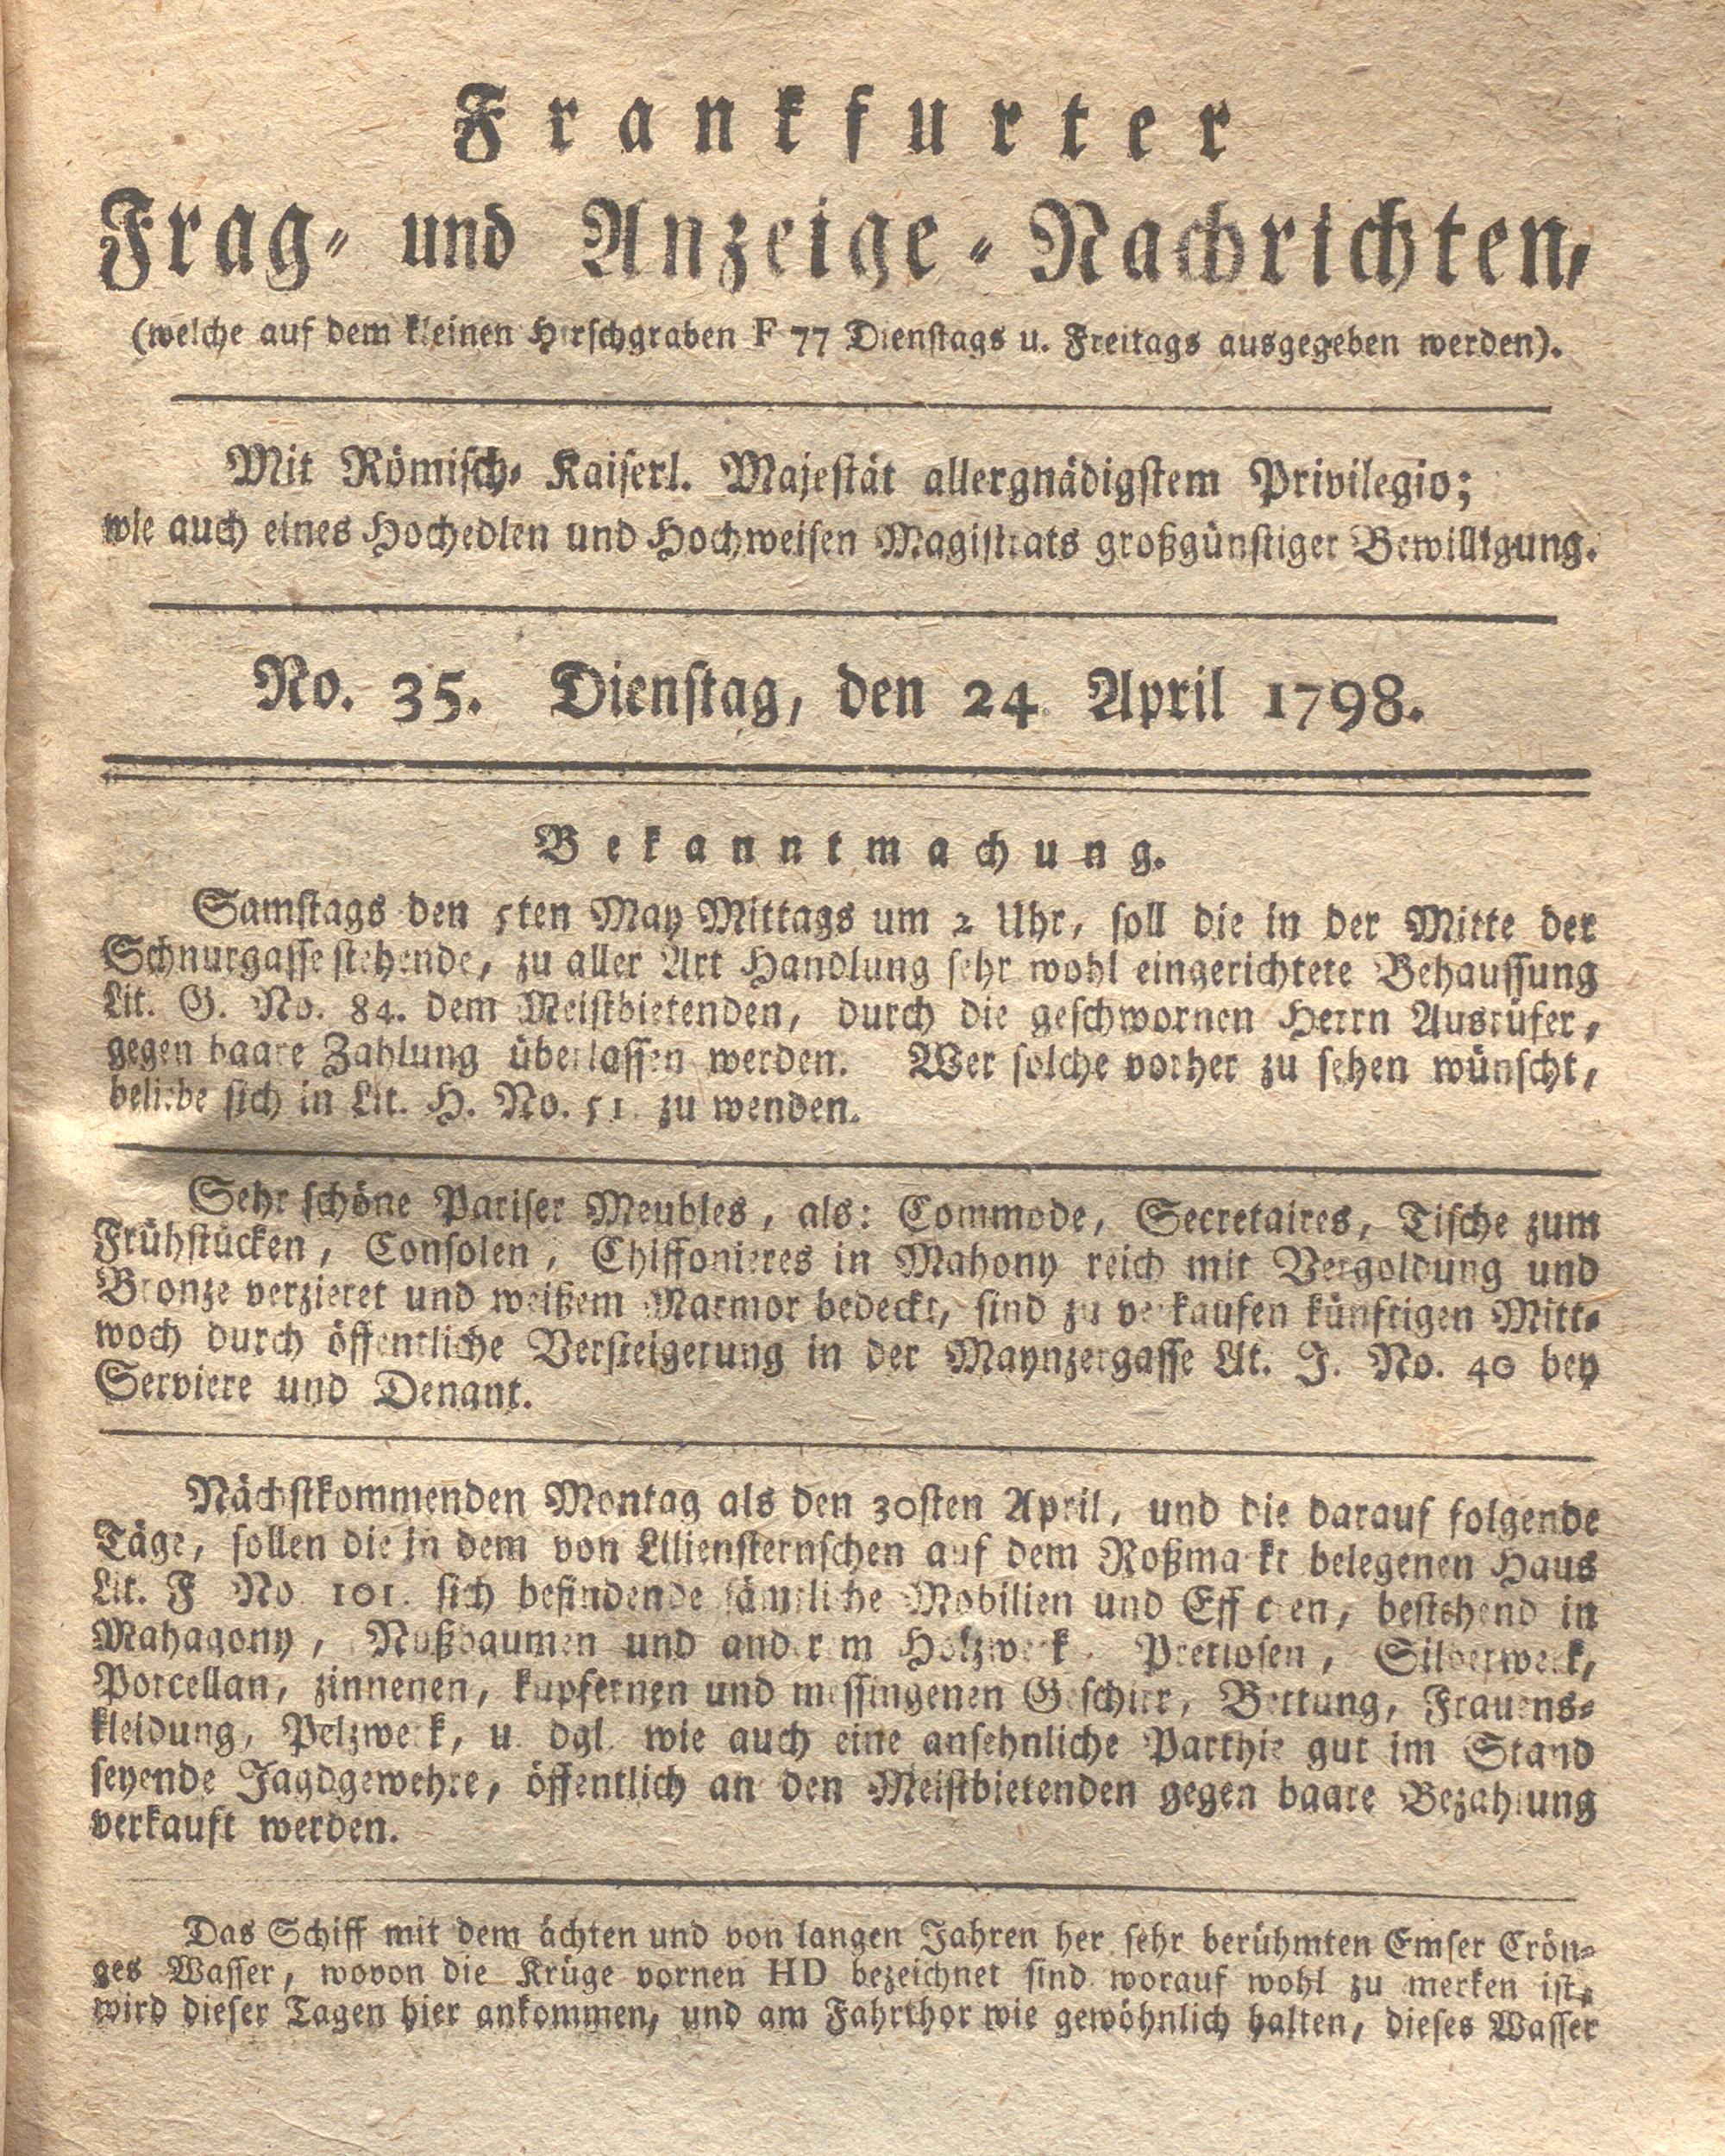 Frankfurter
Frag- und Anzeige-Nachrichten,
(welche auf dem kleinen Hirschgraben F 77 Dienstags u. Freitags ausgegeben werden).
Mit Römisch- Kaiserl. Majestät allergnädigstem Privilegio;
wie auch eines Hochedlen und Hochweisen Magistrats großgünstiger Bewilligung.
No. 35. Dienstag, den 24. April 1798.
Bekanntmachung.
Samstags den 5ten May Mittags um 2 Uhr, soll die in der Mitte der
Schnurgasse stehende, zu aller Art Handlung sehr wohl eingerichtete Behaussung
Lit. G. No. 84. dem Meistbietenden, durch die geschwornen Herrn Ausrüfer,
gegen baare Zahlung überlassen werden. Wer solche vorher zu sehen wünscht,
beliebe sich in Lit. H. No. 51. zu wenden.
Sehr schöne Pariser Meubles, als: Commode, Secretaires, Tische zum
Frühstücken, Consolen, Chiffonieres in Mahony reich mit Vergoldung und
Bronze verzieret und weißem Marmor bedeckt, sind zu verkaufen künftigen Mitt-
woch durch öffentliche Versteigerung in der Maynzergasse Lit. J. No. 40 bey
Serviere und Denant.
Nächstkommenden Montag als den 30sten April, und die darauf folgende
Täge, sollen die in dem von Liliensternschen auf dem Roßmarkt belegenen Haus
Lit. F No. 101. sich befindende sämtliche Mobilien und Effecten, bestehend in
Mahagony, Nußbaumen und anderem Holzwerk, Pretiosen, Silberwerk,
Porcellan, zinnenen, kupfernen und messingenen Geschirr, Bettung, Frauens-
kleidung, Pelzwerk, u. dgl. wie auch eine ansehnliche Parthie gut im Stand
seyende Jagdgewehre, öffentlich an den Meistbietenden gegen baare Bezahlung
verkauft werden.
Das Schiff mit dem ächten und von langen Jahren her sehr berühmten Emser Crön-
ges Wasser, wovon die Krüge vornen HD bezeichnet sind worauf wohl zu merken ist,
wird dieser Tagen hier ankommen, und am Fahrthor wie gewöhnlich halten, dieses Wasser